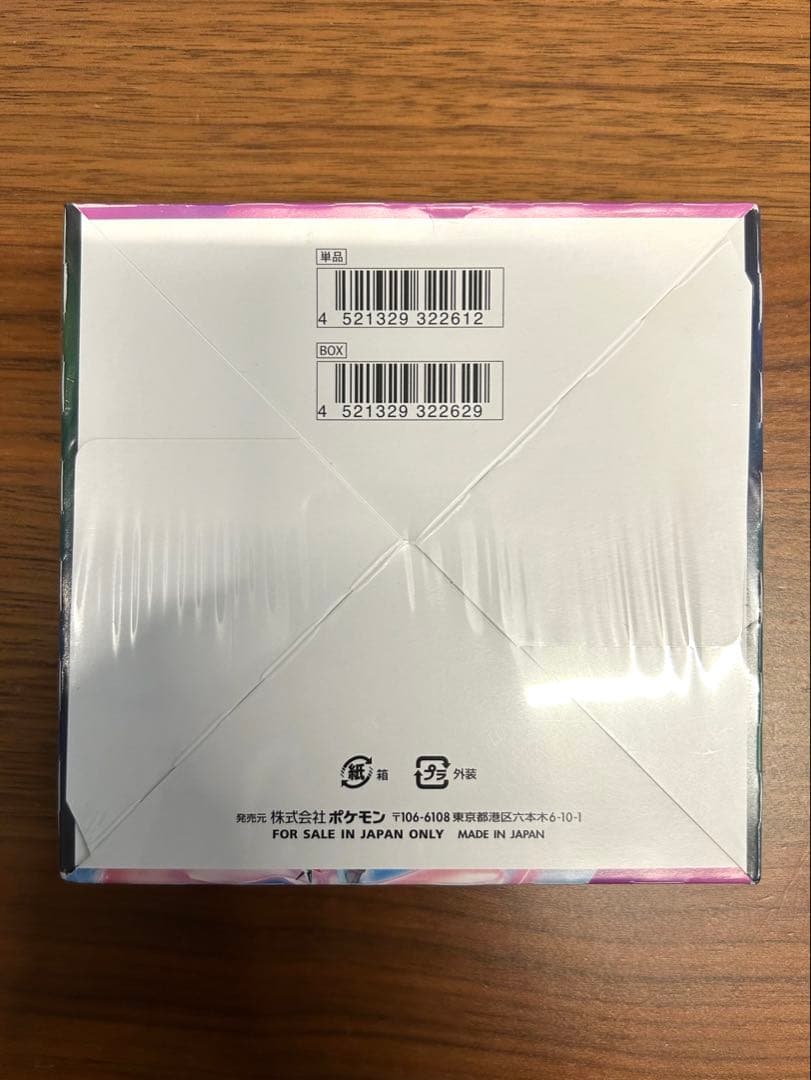 単品
4 521329 322612
BOX
4 521329 322629
紙 箱 プラ 外装
発売元 株式会社 ポケモン 〒106-6108 東京都港区六本木6-10-1
FOR SALE IN JAPAN ONLY MADE IN JAPAN